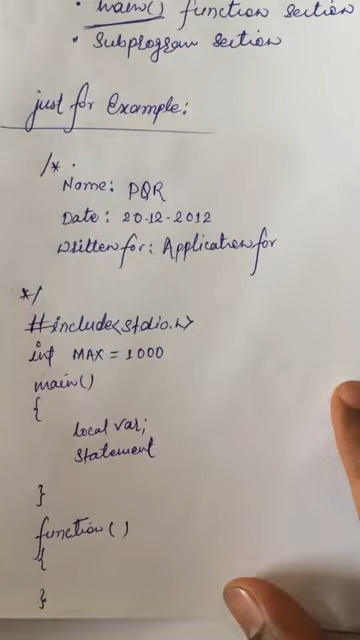 • main() function section
• Subprogram section
just for Example:
/*
Name: PQR
Date: 20-12-2012
Written for: Application for
*/
#include<stdio.h>
int MAX = 1000
main()
{
local var;
statement
}
function()
{
}